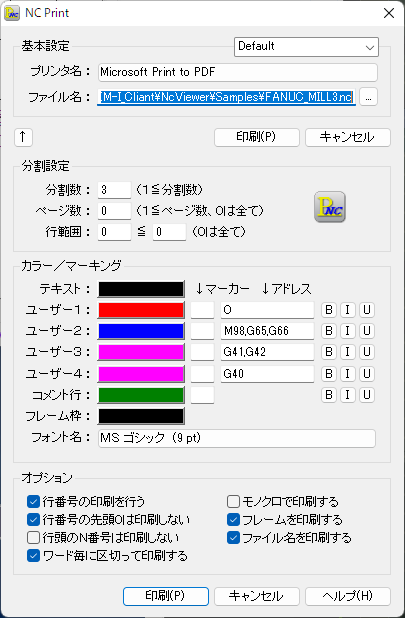 NC Print
基本設定
Default
プリンタ名： Microsoft Print to PDF
ファイル名： M-I_Cliant¥NcViewer¥Samples¥FANUC_MILL3.nc ...
↑ 印刷(P) キャンセル
分割設定
分割数： 3 （1≦分割数）
ページ数： 0 （1≦ページ数、0は全て）
行範囲： 0 ≦ 0 （0は全て）
P NC
カラー／マーキング
テキスト： ↓マーカー ↓アドレス
ユーザー1： O B I U
ユーザー2： M98,G65,G66 B I U
ユーザー3： G41,G42 B I U
ユーザー4： G40 B I U
コメント行： B I U
フレーム枠：
フォント名： MS ゴシック (9 pt)
オプション
行番号の印刷を行う モノクロで印刷する
行番号の先頭0は印刷しない フレームを印刷する
行頭のN番号は印刷しない ファイル名を印刷する
ワード毎に区切って印刷する
印刷(P) キャンセル ヘルプ(H)